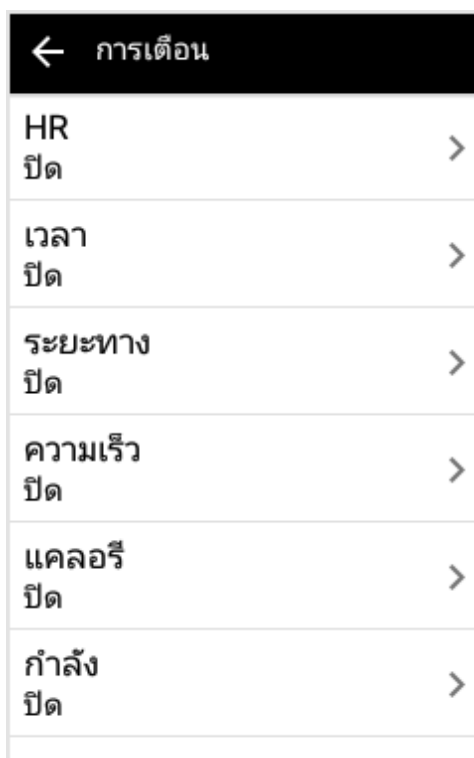 การเตือน
HR
ปิด
เวลา
ปิด
ระยะทาง
ปิด
ความเร็ว
ปิด
แคลอรี
ปิด
กำลัง
ปิด